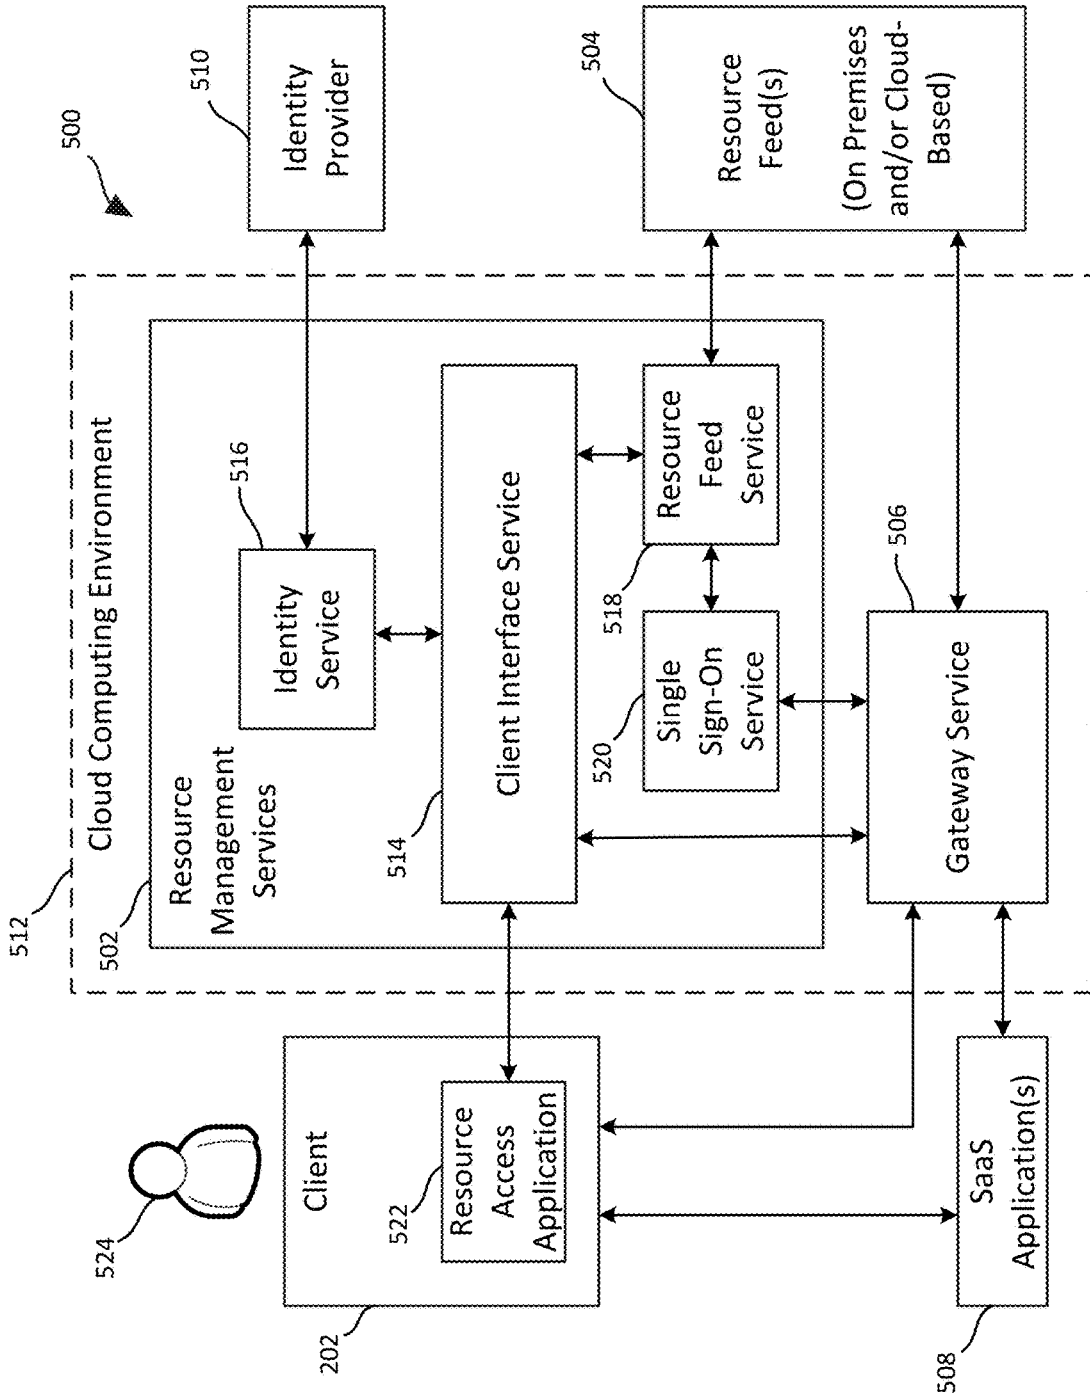 500
512
Cloud Computing Environment
524
502
Resource
Management
Services
516
Identity
Service
510
Identity
Provider
202
Client
522
Resource
Access
Application
514
Client Interface Service
520
Single
Sign-On
Service
518
Resource
Feed
Service
504
Resource
Feed(s)
(On Premises
and/or Cloud-
Based)
508
SaaS
Application(s)
506
Gateway Service